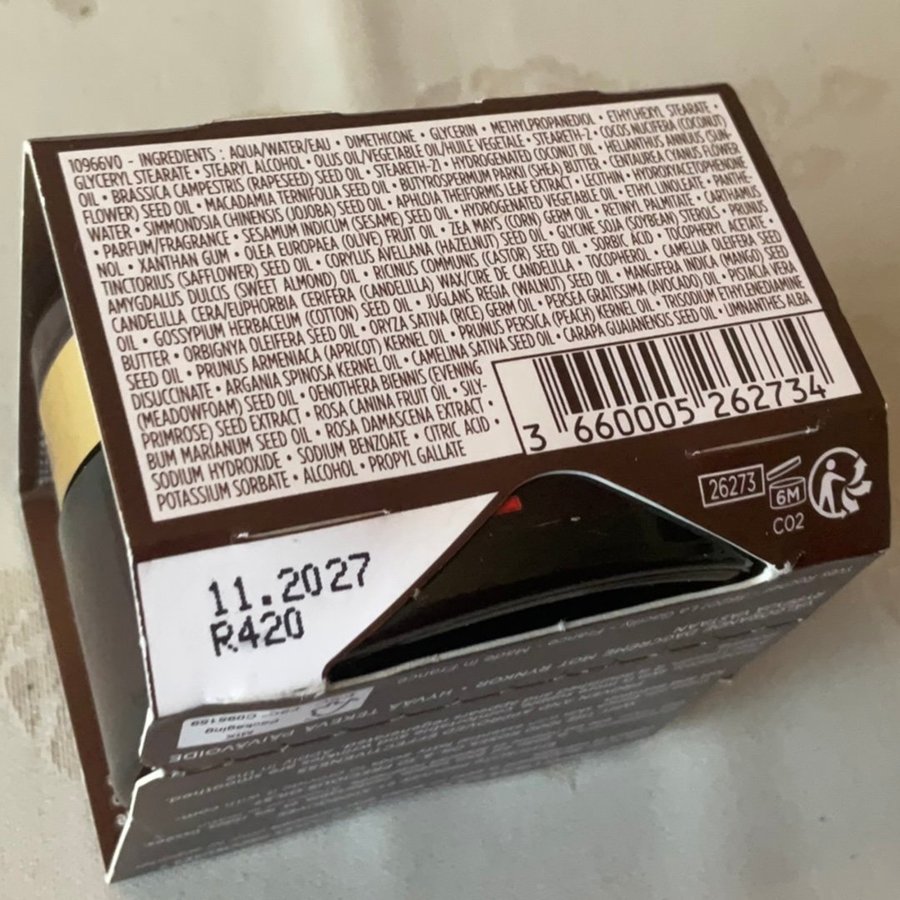 10966V0 - INGREDIENTS : AQUA/WATER/EAU • DIMETHICONE • GLYCERIN • METHYLPROPANEDIOL • ETHYLHEXYL STEARATE •
GLYCERYL STEARATE • STEARYL ALCOHOL • OLUS OIL/VEGETABLE OIL/HUILE VEGETALE • STEARETH-2 • COCOS NUCIFERA (COCONUT)
OIL • BRASSICA CAMPESTRIS (RAPESEED) SEED OIL • STEARETH-21 • HYDROGENATED COCONUT OIL • HELIANTHUS ANNUUS (SUN-
FLOWER) SEED OIL • MACADAMIA TERNIFOLIA SEED OIL • BUTYROSPERMUM PARKII (SHEA) BUTTER • CENTAUREA CYANUS FLOWER
WATER • SIMMONDSIA CHINENSIS (JOJOBA) SEED OIL • APHLOIA THEIFORMIS LEAF EXTRACT • LECITHIN • HYDROXYACETOPHENONE
• PARFUM/FRAGRANCE • SESAMUM INDICUM (SESAME) SEED OIL • HYDROGENATED VEGETABLE OIL • ETHYL LINOLEATE • PANTHE-
NOL • XANTHAN GUM • OLEA EUROPAEA (OLIVE) FRUIT OIL • ZEA MAYS (CORN) GERM OIL • RETINYL PALMITATE • CARTHAMUS
TINCTORIUS (SAFFLOWER) SEED OIL • CORYLUS AVELLANA (HAZELNUT) SEED OIL • GLYCINE SOJA (SOYBEAN) STEROLS • PRUNUS
AMYGDALUS DULCIS (SWEET ALMOND) OIL • RICINUS COMMUNIS (CASTOR) SEED OIL • SORBIC ACID • TOCOPHERYL ACETATE •
CANDELILLA CERA/EUPHORBIA CERIFERA (CANDELILLA) WAX/CIRE DE CANDELILLA • TOCOPHEROL • CAMELLIA OLEIFERA SEED
OIL • GOSSYPIUM HERBACEUM (COTTON) SEED OIL • JUGLANS REGIA (WALNUT) SEED OIL • MANGIFERA INDICA (MANGO) SEED
BUTTER • ORBIGNYA OLEIFERA SEED OIL • ORYZA SATIVA (RICE) GERM OIL • PERSEA GRATISSIMA (AVOCADO) OIL • PISTACIA VERA
SEED OIL • PRUNUS ARMENIACA (APRICOT) KERNEL OIL • PRUNUS PERSICA (PEACH) KERNEL OIL • TRISODIUM ETHYLENEDIAMINE
DISUCCINATE • ARGANIA SPINOSA KERNEL OIL • CAMELINA SATIVA SEED OIL • CARAPA GUAIANENSIS SEED OIL • LIMNANTHES ALBA
(MEADOWFOAM) SEED OIL • OENOTHERA BIENNIS (EVENING
PRIMROSE) SEED EXTRACT • ROSA CANINA FRUIT OIL • SILY-
BUM MARIANUM SEED OIL • ROSA DAMASCENA EXTRACT •
SODIUM HYDROXIDE • SODIUM BENZOATE • CITRIC ACID •
POTASSIUM SORBATE • ALCOHOL • PROPYL GALLATE
3 660005 262734
26273
6M
CO2
11.2027
R420
Made in France
TEKEVÄ PÄIVÄVOIDE
MIX
Packaging